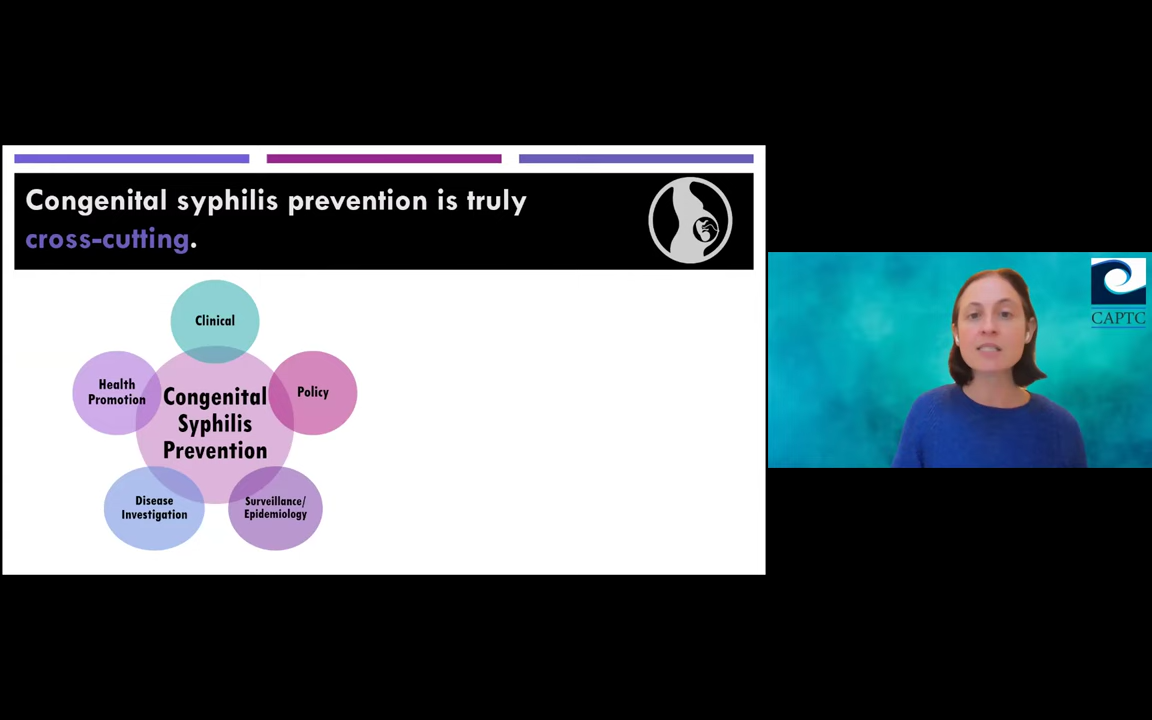 Congenital syphilis prevention is truly
cross-cutting.
Clinical
Health
Promotion
Congenital
Syphilis
Prevention
Policy
Disease
Investigation
Surveillance/
Epidemiology
CAPTC